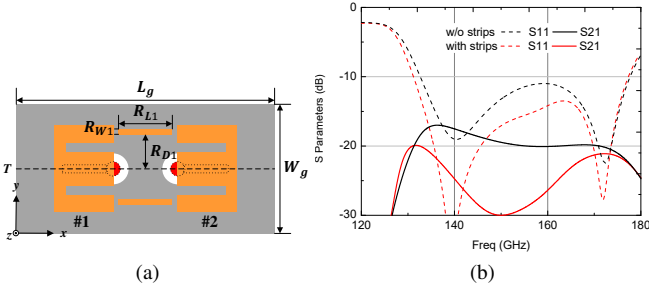 L_g
R_L1
R_W1
R_D1
W_g
T
y
z
x
#1
#2
(a)
w/o strips S11 S21
with strips S11 S21
S Parameters (dB)
0
-10
-20
-30
120 140 160 180
Freq (GHz)
(b)